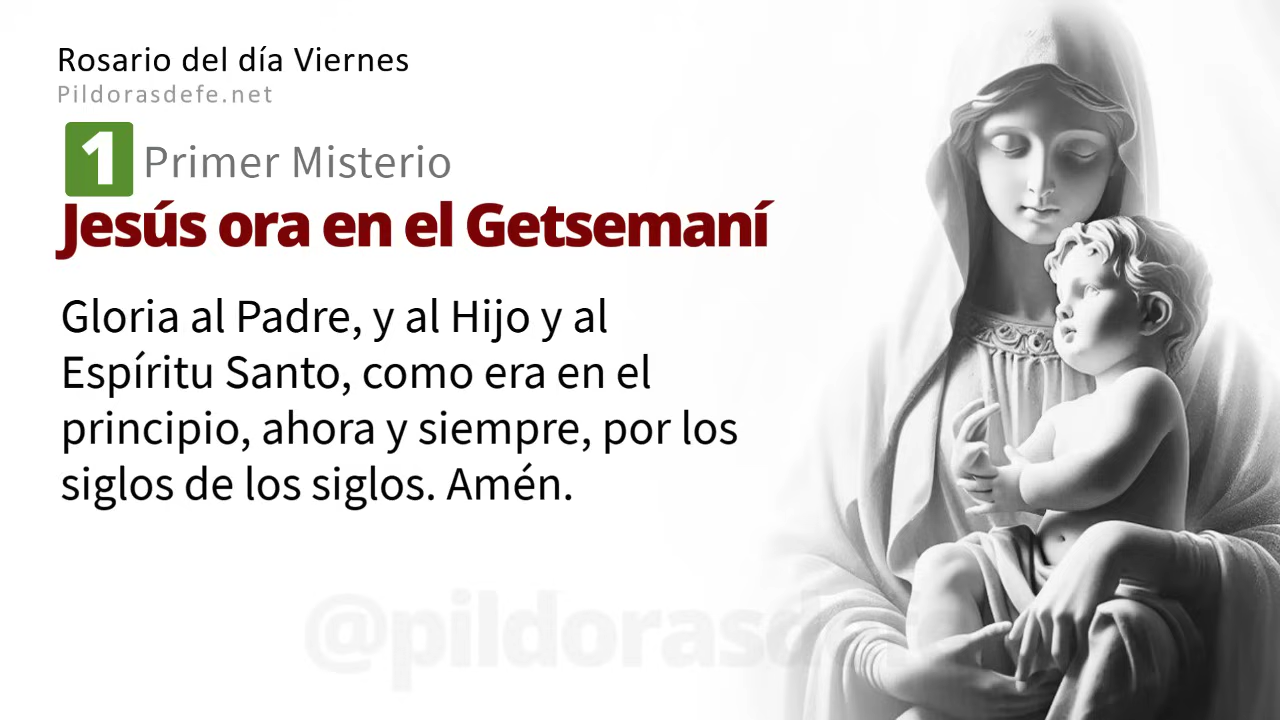 Rosario del día Viernes
Pildorasdefe.net
1 Primer Misterio
Jesús ora en el Getsemaní
Gloria al Padre, y al Hijo y al
Espíritu Santo, como era en el
principio, ahora y siempre, por los
siglos de los siglos. Amén.
@pildorasdefe